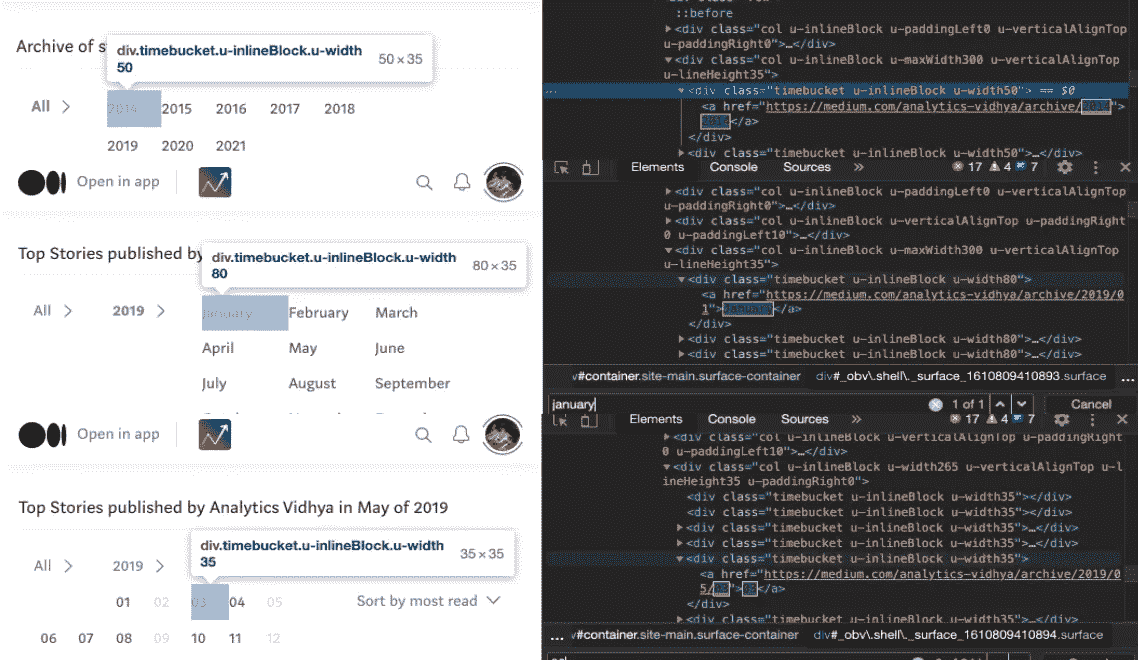 Archive of s
div.timebucket.u-inlineBlock.u-width
50
50 × 35
All
2014 2015 2016 2017 2018
2019 2020 2021
Open in app
Top Stories published by
div.timebucket.u-inlineBlock.u-width
80
80 × 35
All 2019 January February March
April May June
July August September
Open in app
Top Stories published by Analytics Vidhya in May of 2019
div.timebucket.u-inlineBlock.u-width
35
35 × 35
All 2019
01 02 03 04 05 Sort by most read
06 07 08 09 10 11 12
::before
▶<div class="col u-inlineBlock u-paddingLeft0 u-verticalAlignTop
u-paddingRight0">…</div>
▼<div class="col u-inlineBlock u-maxWidth300 u-verticalAlignTop
u-lineHeight35">
… ▼<div class="timebucket u-inlineBlock u-width50"> == $0
<a href="https://medium.com/analytics-vidhya/archive/2014">
2014</a>
</div>
▶<div class="timebucket u-inlineBlock u-width50">…</div>
Elements Console Sources » 17 4 7
▶<div class="col u-inlineBlock u-paddingLeft0 u-verticalAlignTop
u-paddingRight0">…</div>
▶<div class="col u-inlineBlock u-verticalAlignTop u-paddingRight
0 u-paddingLeft10">…</div>
▼<div class="col u-inlineBlock u-maxWidth300 u-verticalAlignTop
u-lineHeight35">
▼<div class="timebucket u-inlineBlock u-width80">
<a href="https://medium.com/analytics-vidhya/archive/2019/0
1">January</a>
</div>
▶<div class="timebucket u-inlineBlock u-width80">…</div>
▶<div class="timebucket u-inlineBlock u-width80">…</div>
v#container.site-main.surface-container div#_obv\.shell\._surface_1610809410893.surface …
january 1 of 1 Cancel
Elements Console Sources » 17 4 7
▶<div class="col u-inlineBlock u-verticalAlignTop u-paddingRight
0 u-paddingLeft10">…</div>
▼<div class="col u-inlineBlock u-width265 u-verticalAlignTop u-l
ineHeight35 u-paddingRight0">
<div class="timebucket u-inlineBlock u-width35"></div>
<div class="timebucket u-inlineBlock u-width35"></div>
▶<div class="timebucket u-inlineBlock u-width35">…</div>
▶<div class="timebucket u-inlineBlock u-width35">…</div>
▼<div class="timebucket u-inlineBlock u-width35">
<a href="https://medium.com/analytics-vidhya/archive/2019/0
5/03">03</a>
</div>
▶<div class="timebucket u-inlineBlock u-width35">…</div>
… v#container.site-main.surface-container div#_obv\.shell\._surface_1610809410894.surface